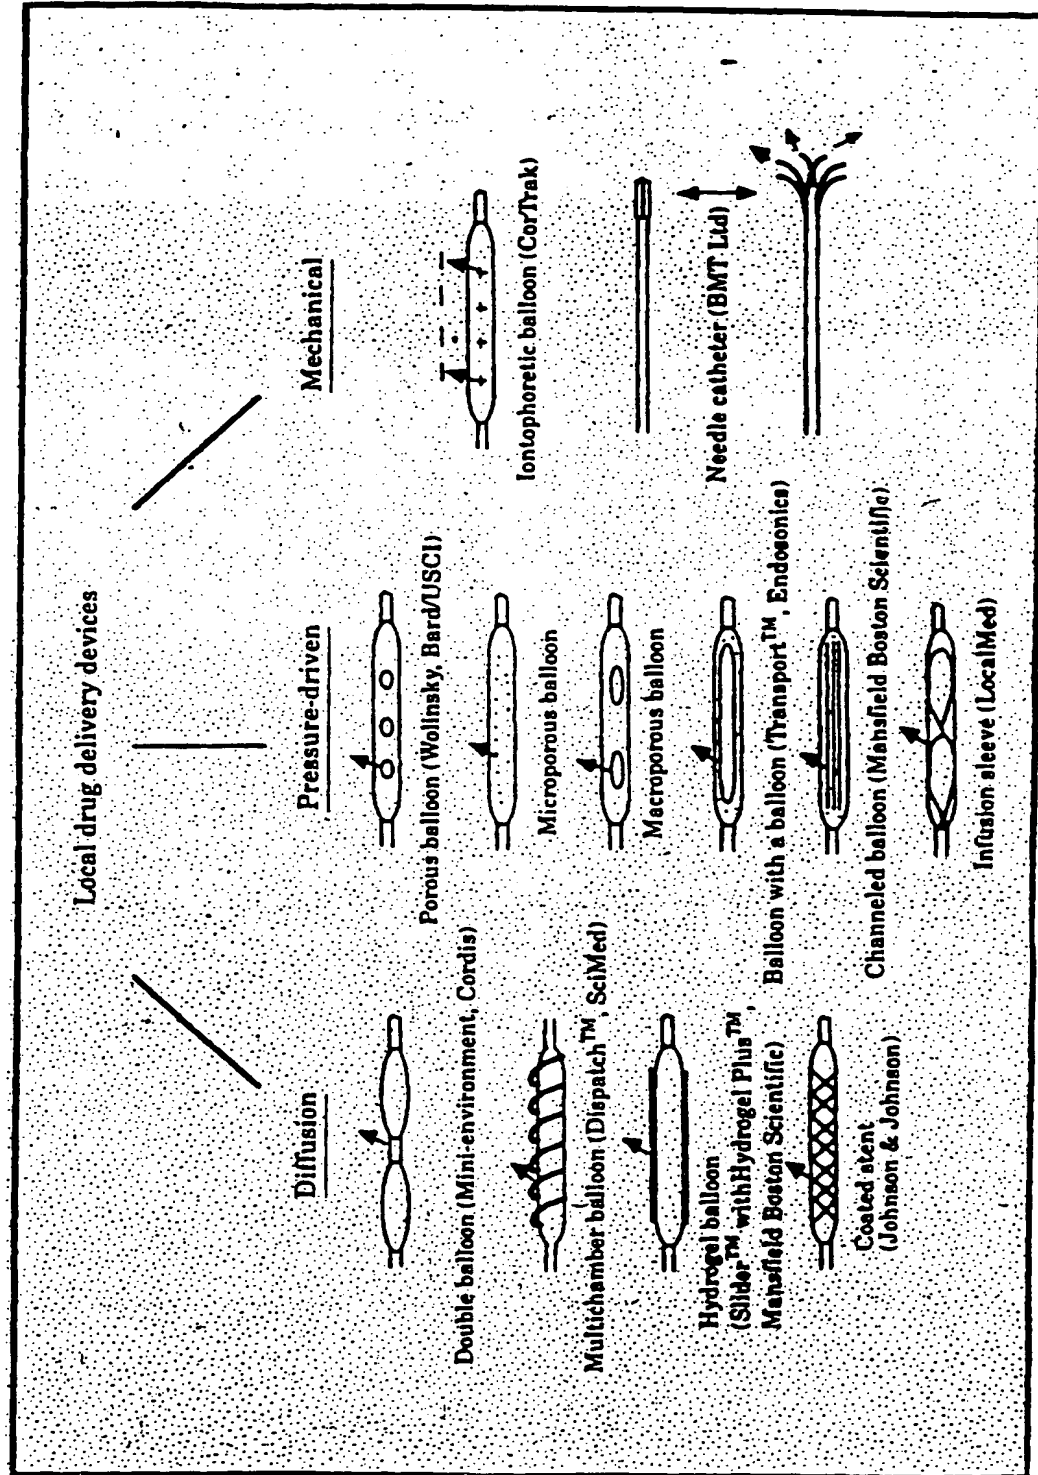 Local drug delivery devices
Diffusion
Double balloon (Mini-environment, Cordis)
Multichamber balloon (Dispatch™, SciMed)
Hydrogel balloon
(Slider™ with Hydrogel Plus™,
Mansfield Boston Scientific)
Coated stent
(Johnson & Johnson)
Pressure-driven
Porous balloon (Wolinsky, Bard/USCI)
Microporous balloon
Macroporous balloon
Balloon with a balloon (Transport™, Endosonics)
Channeled balloon (Mansfield Boston Scientific)
Infusion sleeve (LocalMed)
Mechanical
Iontophoretic balloon (CorTrak)
Needle catheter (BMT Ltd)